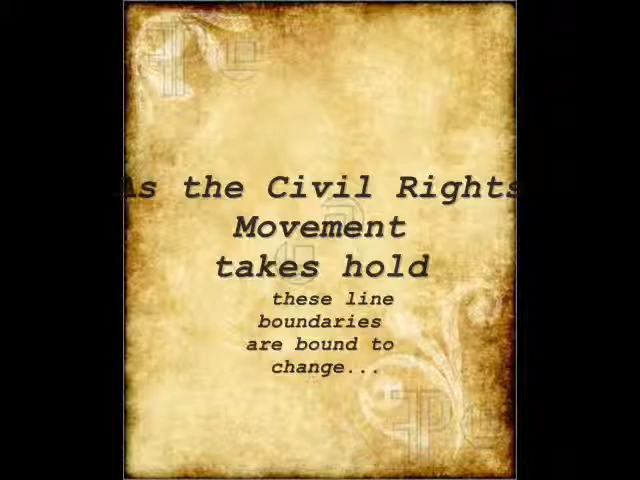 As the Civil Rights
Movement
takes hold
these line
boundaries
are bound to
change...